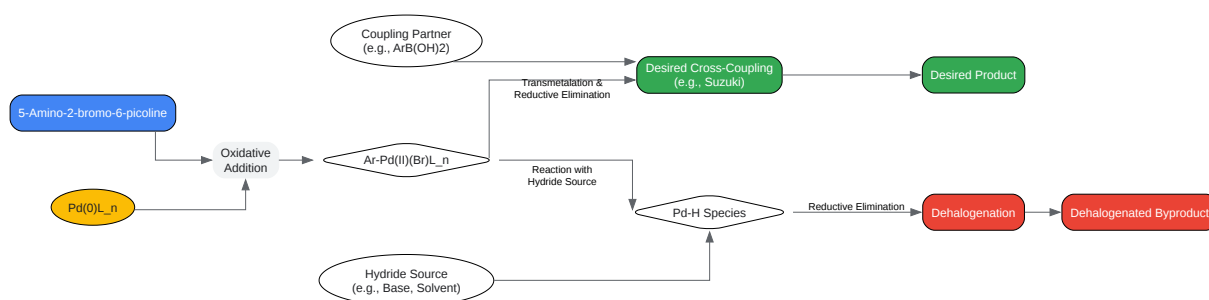 Coupling Partner
(e.g., ArB(OH)2)
Desired Cross-Coupling
(e.g., Suzuki)
Desired Product
Transmetalation &
Reductive Elimination
5-Amino-2-bromo-6-picoline
Oxidative
Addition
Ar-Pd(II)(Br)L_n
Reaction with
Hydride Source
Pd(0)L_n
Pd-H Species
Reductive Elimination
Dehalogenation
Dehalogenated Byproduct
Hydride Source
(e.g., Base, Solvent)